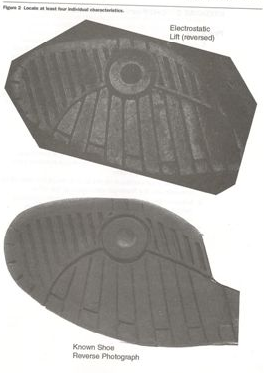 Figure 2 Locate at least four individual characteristics.
Electrostatic
Lift (reversed)
Known Shoe
Reverse Photograph